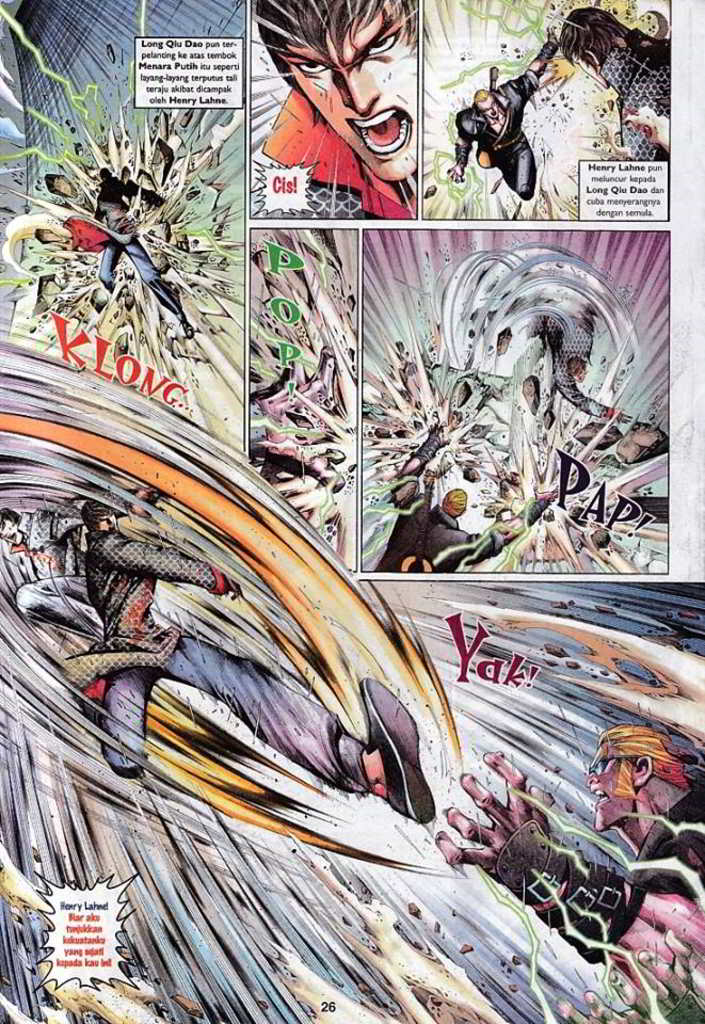 Long Qiu Dao pun ter-
pelanting ke atas tembok
Menara Putih itu seperti
layang-layang terputus tali
teraju akibat dicampak
oleh Henry Lahne.
Cis!
Henry Lahne pun
meluncur kepada
Long Qiu Dao dan
cuba menyerangnya
dengan semula.
KLONG...
POP!
PAP!
Yak!
Henry Lahne!
Biar aku
tunjukkan
kekuatanku
yang sejati
kepada kau ini!
26